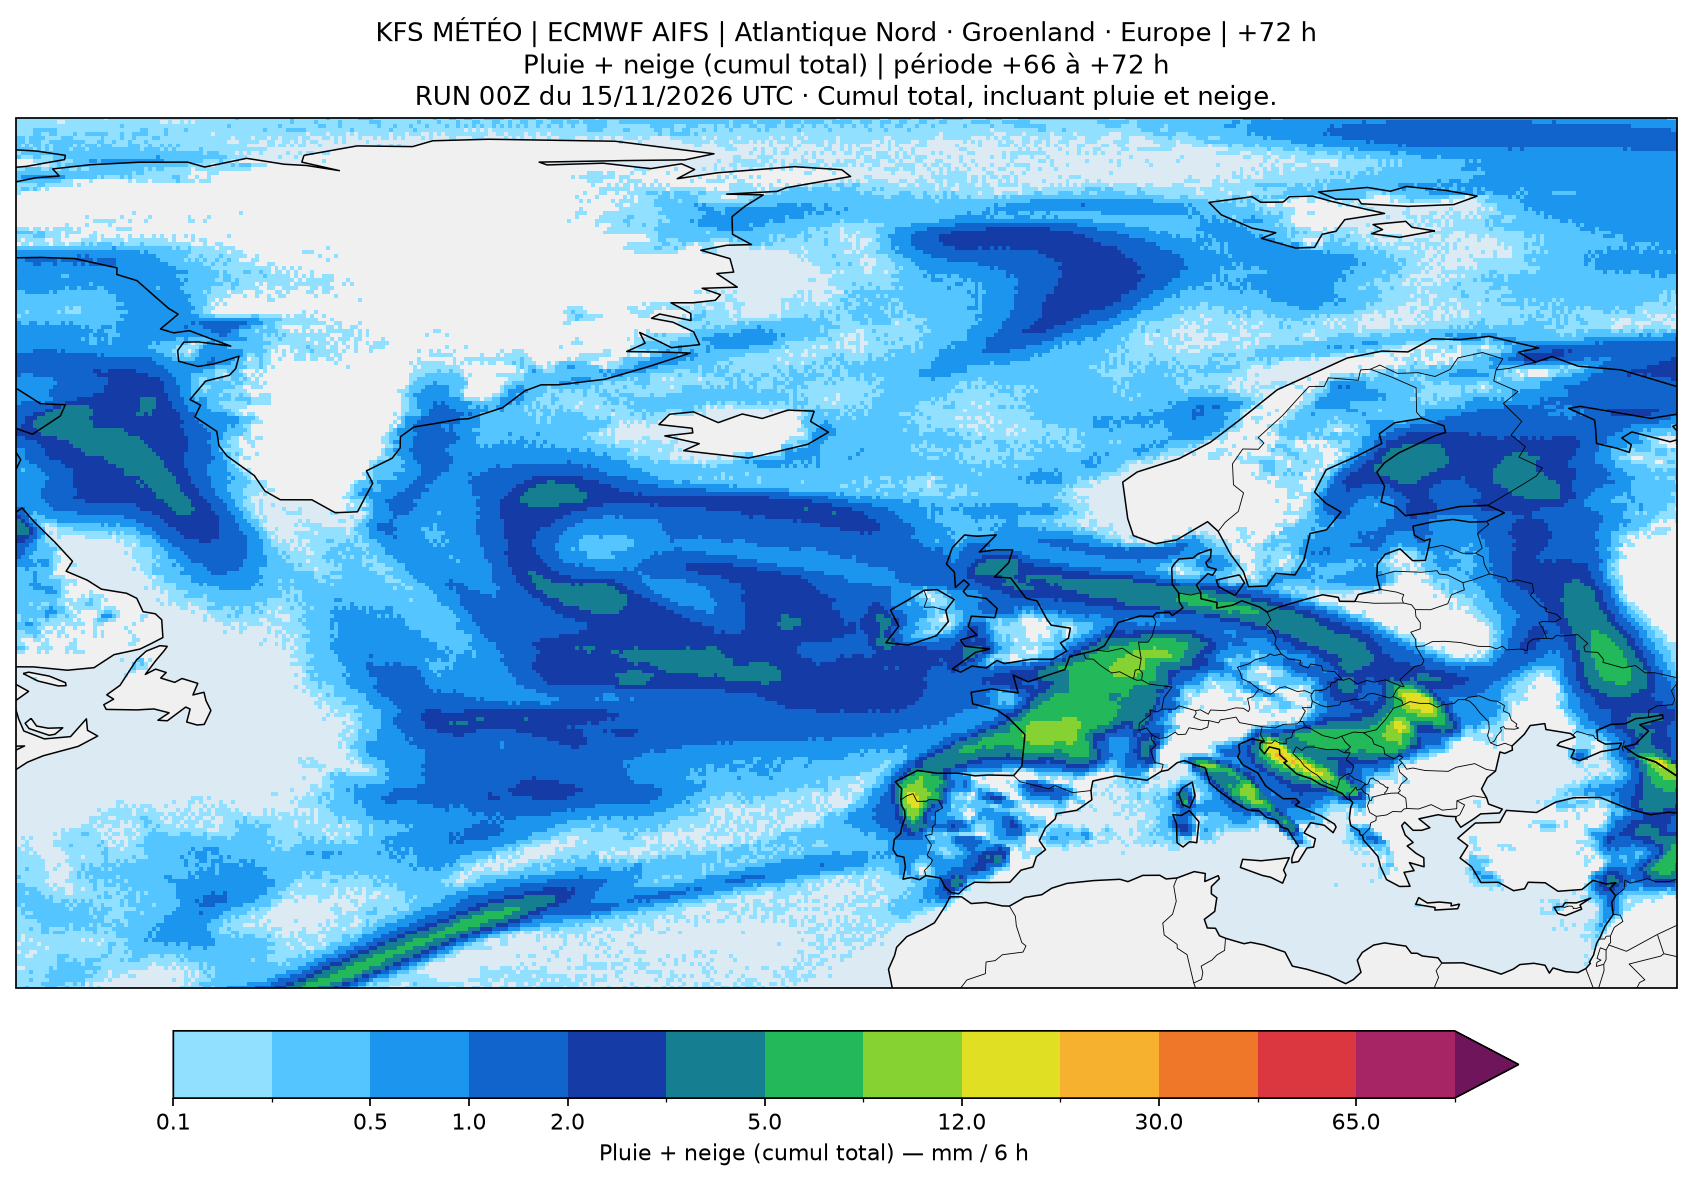 KFS MÉTÉO | ECMWF AIFS | Atlantique Nord · Groenland · Europe | +72 h
Pluie + neige (cumul total) | période +66 à +72 h
RUN 00Z du 15/11/2026 UTC · Cumul total, incluant pluie et neige.
0.1 0.5 1.0 2.0 5.0 12.0 30.0 65.0
Pluie + neige (cumul total) — mm / 6 h